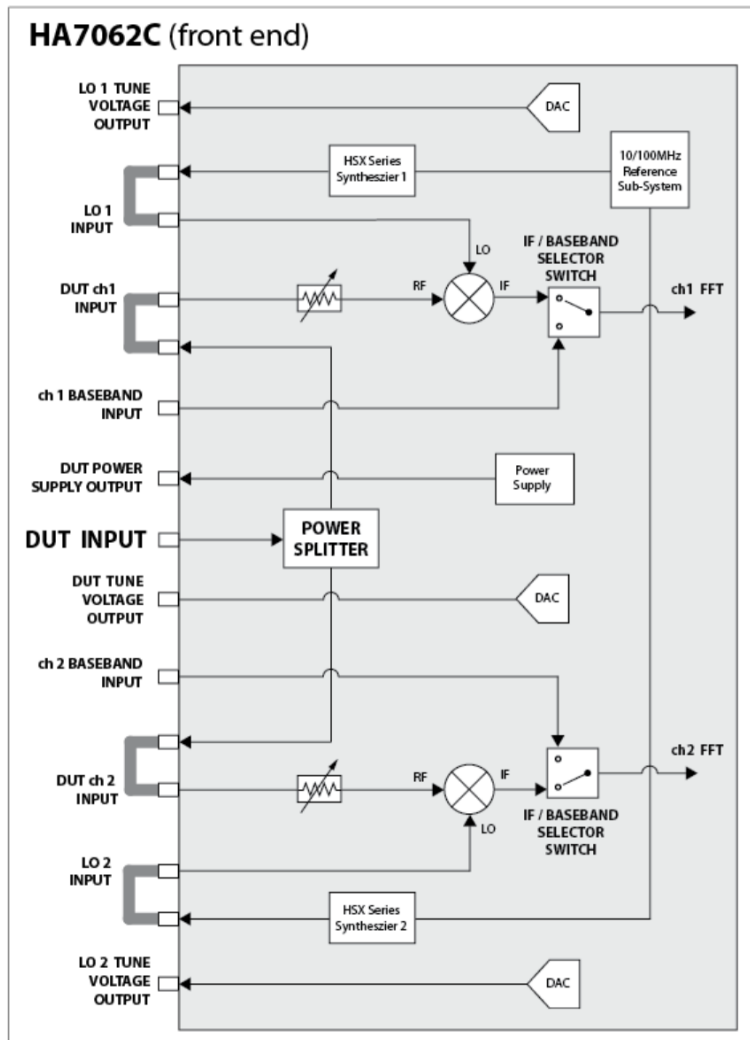 HA7062C (front end)
LO 1 TUNE
VOLTAGE
OUTPUT
DAC
HSX Series
Syntheszier 1
10/100MHz
Reference
Sub-System
LO 1
INPUT
LO
IF / BASEBAND
SELECTOR
SWITCH
DUT ch1
INPUT
RF
IF
ch1 FFT
ch 1 BASEBAND
INPUT
DUT POWER
SUPPLY OUTPUT
Power
Supply
DUT INPUT
POWER
SPLITTER
DUT TUNE
VOLTAGE
OUTPUT
DAC
ch 2 BASEBAND
INPUT
DUT ch 2
INPUT
RF
IF
ch2 FFT
LO
IF / BASEBAND
SELECTOR
SWITCH
LO 2
INPUT
HSX Series
Syntheszier 2
LO 2 TUNE
VOLTAGE
OUTPUT
DAC